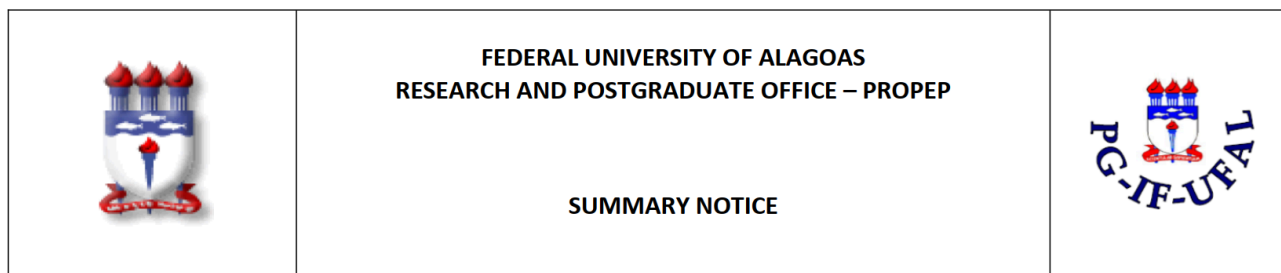 FEDERAL UNIVERSITY OF ALAGOAS
RESEARCH AND POSTGRADUATE OFFICE – PROPEP
SUMMARY NOTICE
PG-IF-UFAL